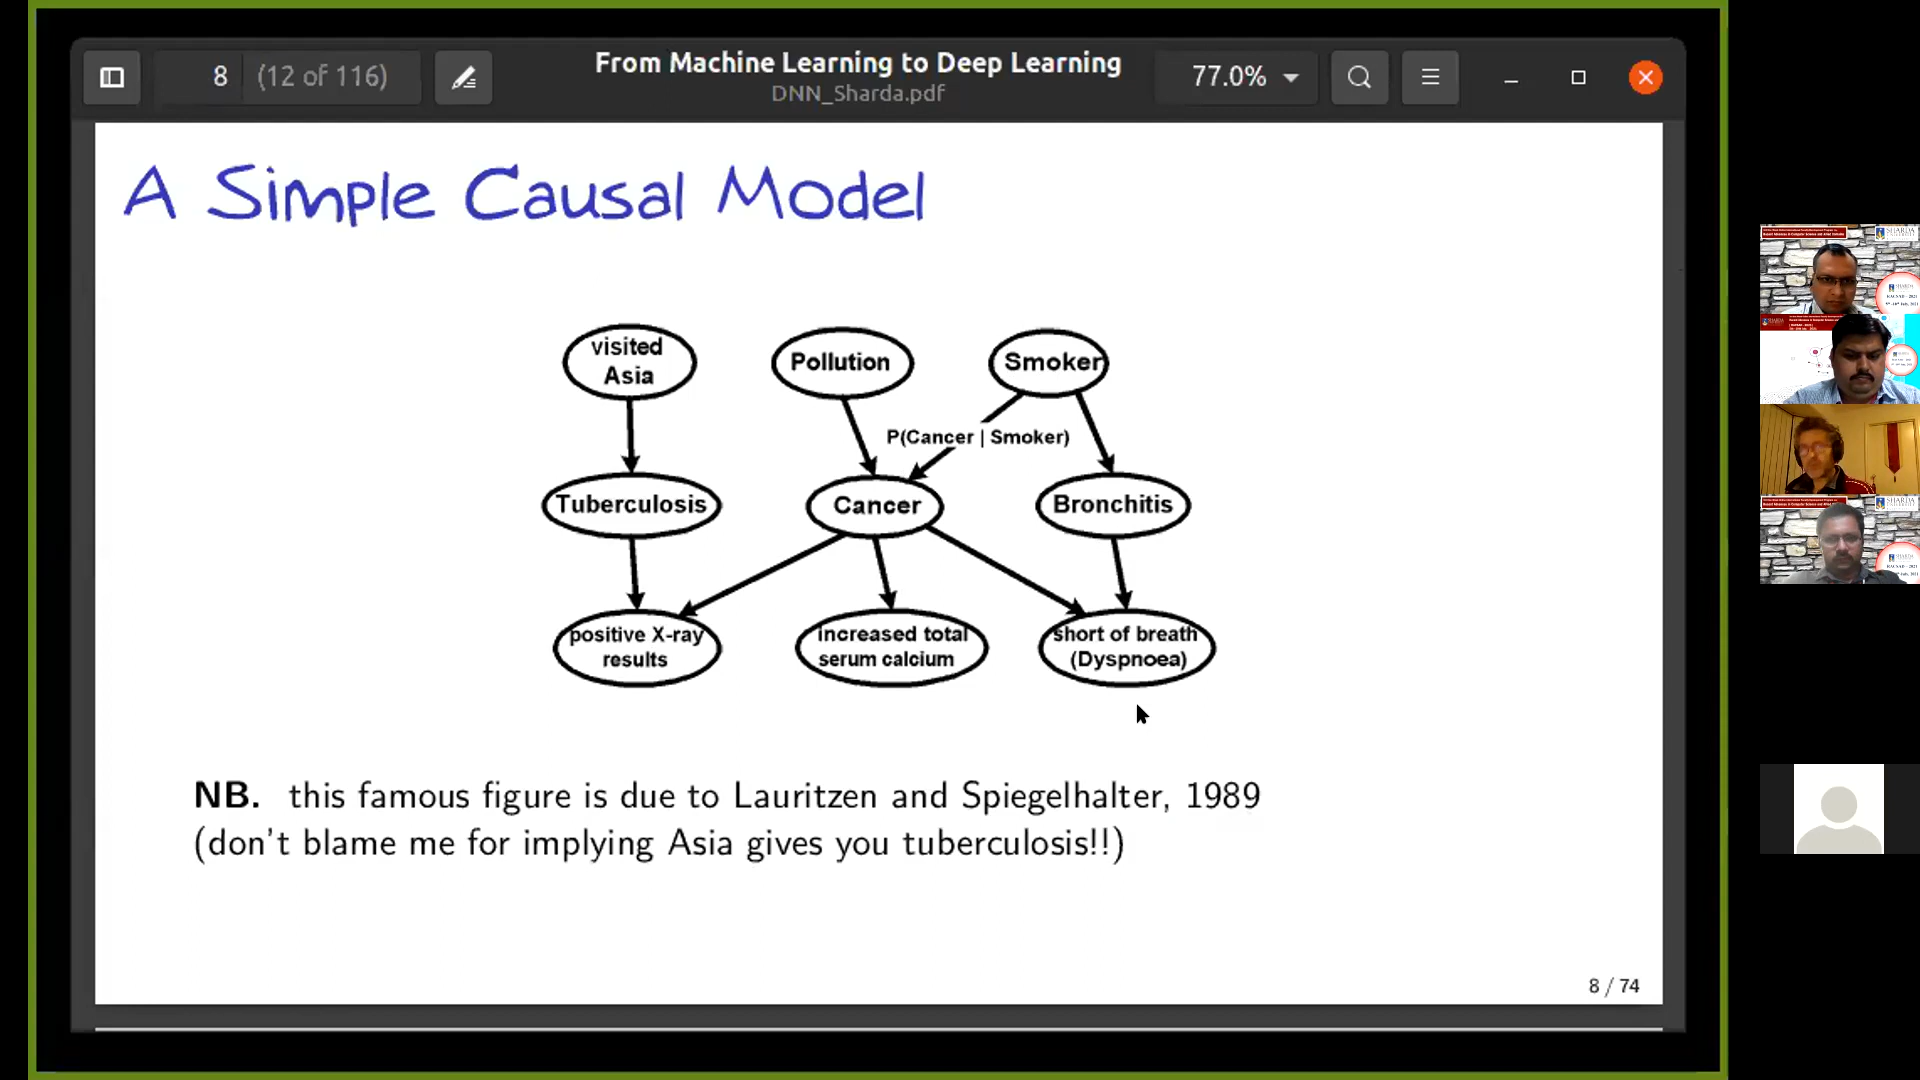 8 (12 of 116)
From Machine Learning to Deep Learning
DNN_Sharda.pdf
77.0%
A Simple Causal Model
visited
Asia
Pollution
Smoker
P(Cancer | Smoker)
Tuberculosis
Cancer
Bronchitis
positive X-ray
results
increased total
serum calcium
short of breath
(Dyspnoea)
NB. this famous figure is due to Lauritzen and Spiegelhalter, 1989
(don't blame me for implying Asia gives you tuberculosis!!)
8 / 74
SHARDA
SHARDA